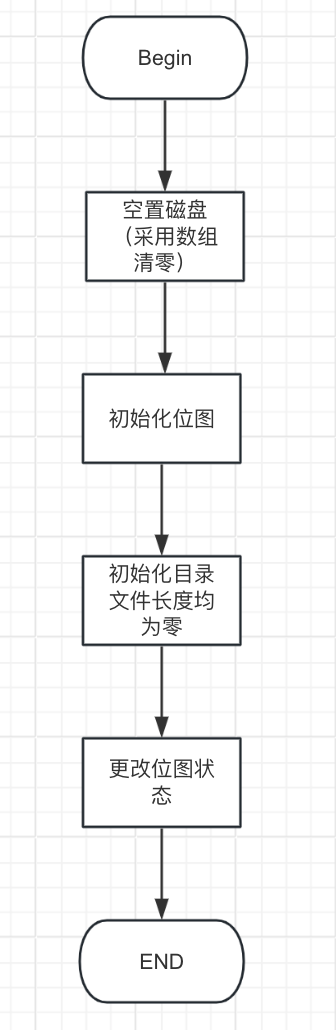 Begin
空置磁盘
（采用数组
清零）
初始化位图
初始化目录
文件长度均
为零
更改位图状
态
END